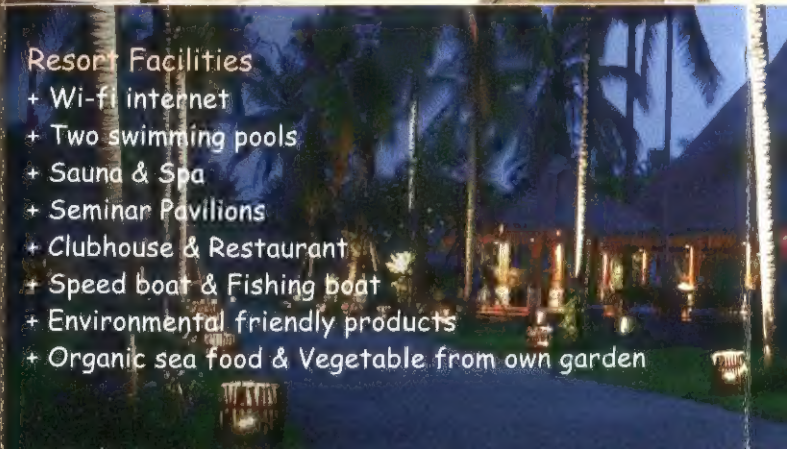 Resort Facilities
+ Wi-fi internet
+ Two swimming pools
+ Sauna & Spa
+ Seminar Pavilions
+ Clubhouse & Restaurant
+ Speed boat & Fishing boat
+ Environmental friendly products
+ Organic sea food & Vegetable from own garden